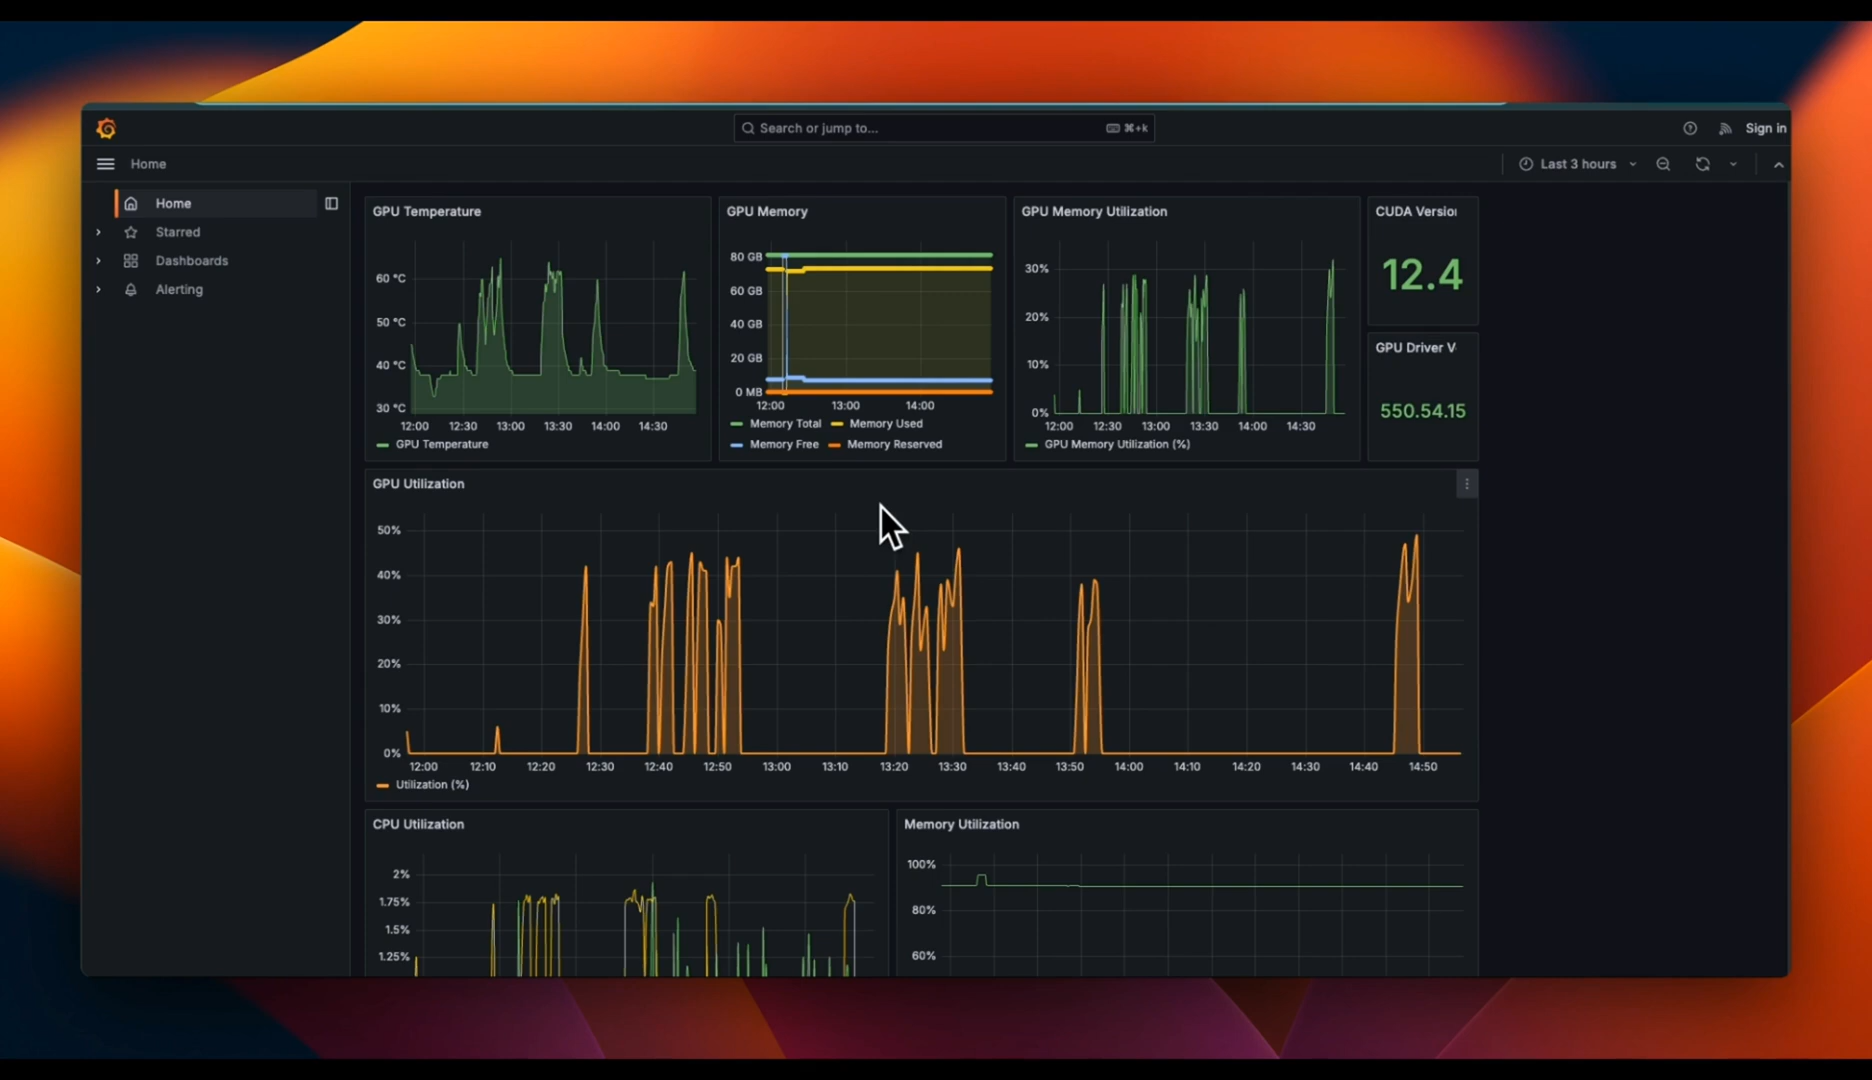 Search or jump to...
⌘+k
Sign in
Home
Last 3 hours
Home
Starred
Dashboards
Alerting
GPU Temperature
60 °C
50 °C
40 °C
30 °C
12:00 12:30 13:00 13:30 14:00 14:30
GPU Temperature
GPU Memory
80 GB
60 GB
40 GB
20 GB
0 MB
12:00 13:00 14:00
Memory Total Memory Used
Memory Free Memory Reserved
GPU Memory Utilization
30%
20%
10%
0%
12:00 12:30 13:00 13:30 14:00 14:30
GPU Memory Utilization (%)
CUDA Version
12.4
GPU Driver V
550.54.15
GPU Utilization
50%
40%
30%
20%
10%
0%
12:00 12:10 12:20 12:30 12:40 12:50 13:00 13:10 13:20 13:30 13:40 13:50 14:00 14:10 14:20 14:30 14:40 14:50
Utilization (%)
CPU Utilization
2%
1.75%
1.5%
1.25%
Memory Utilization
100%
80%
60%